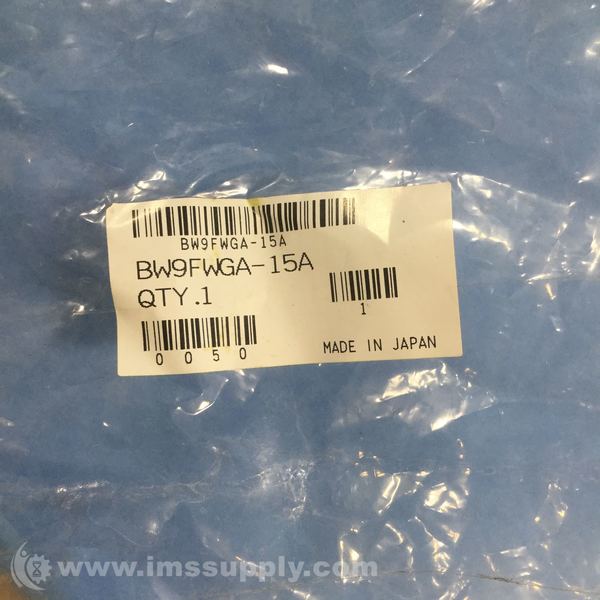 BW9FWGA-15A
BW9FWGA-15A
QTY.1
1
0050
MADE IN JAPAN
www.imssupply.com